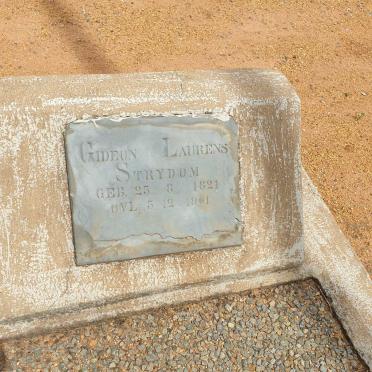 GIDEON LAURENS
STRYDOM
GEB. 25 8 1821
OVL. 5 12 1901